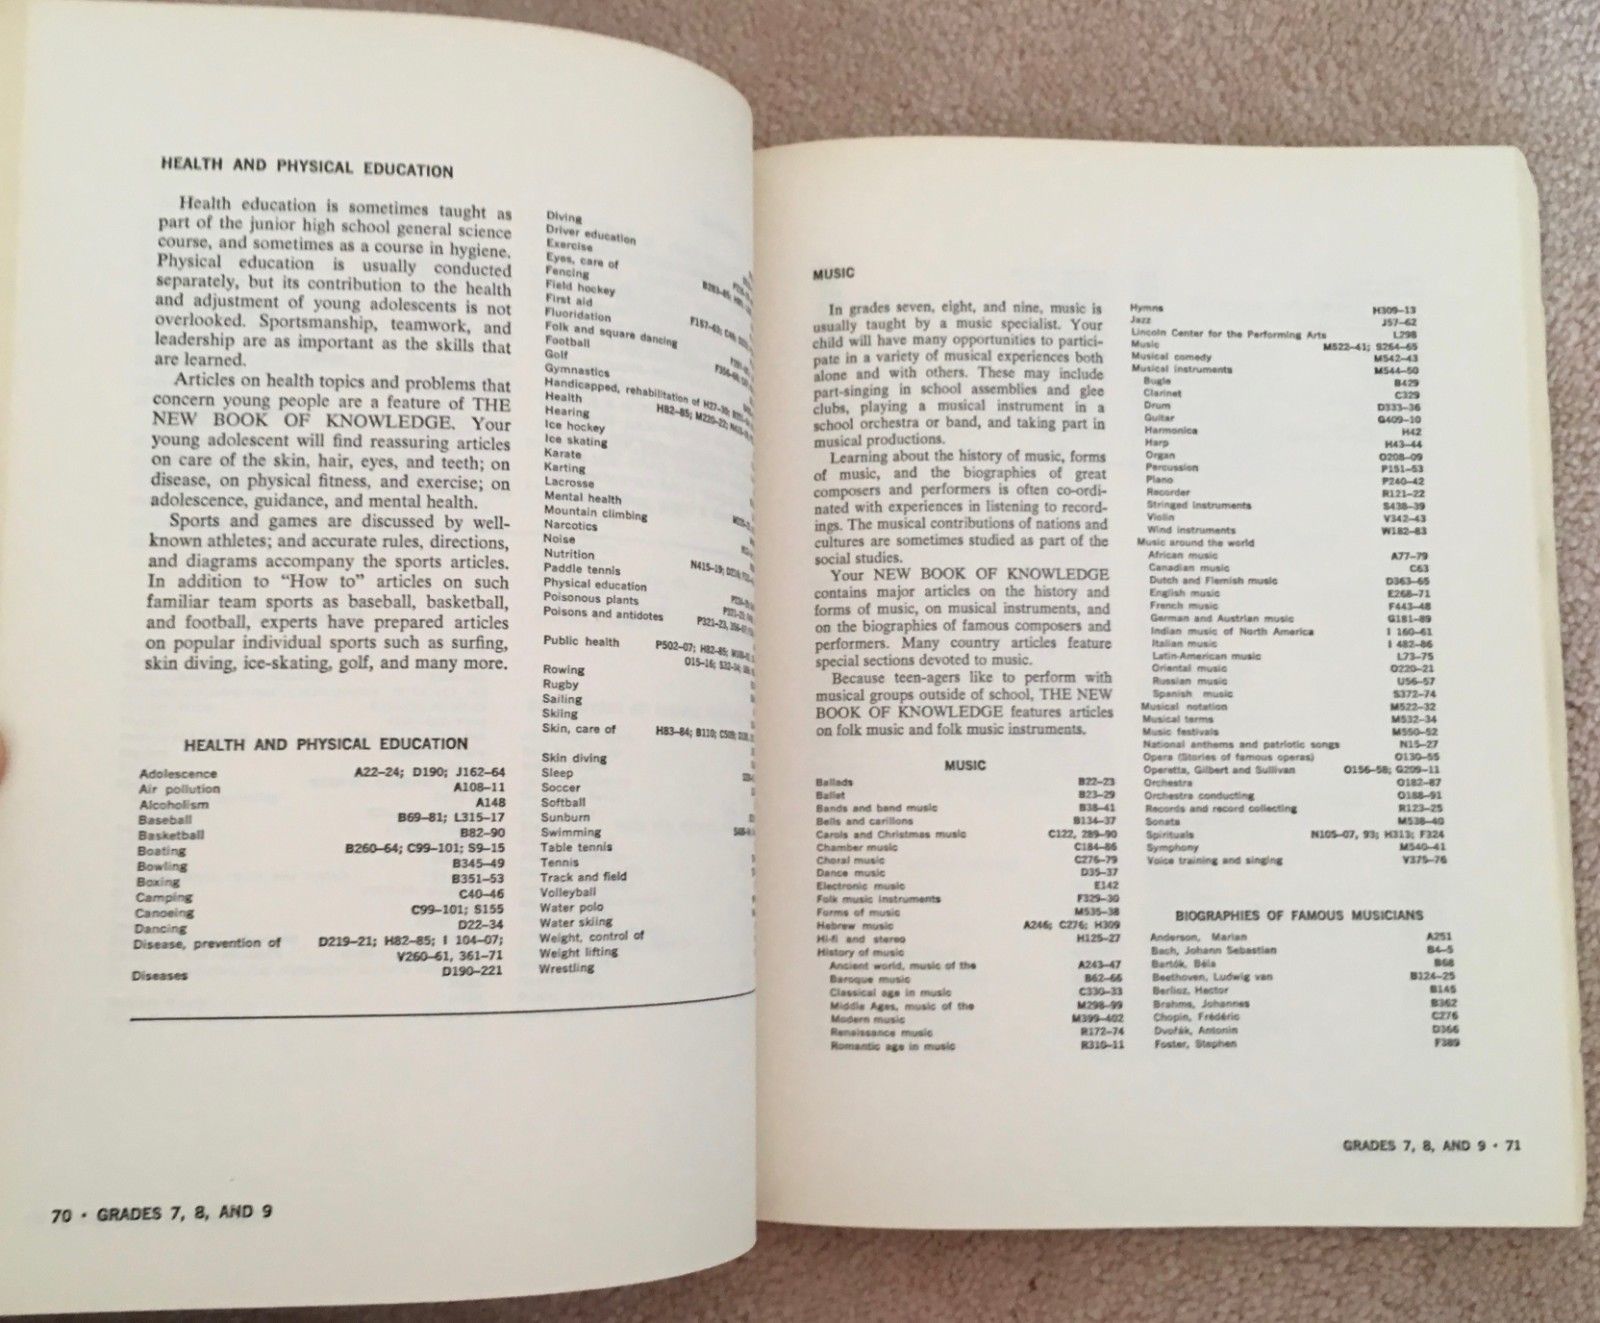 HEALTH AND PHYSICAL EDUCATION
Health education is sometimes taught as
part of the junior high school general science
course, and sometimes as a course in hygiene.
Physical education is usually conducted
separately, but its contribution to the health
and adjustment of young adolescents is not
overlooked. Sportsmanship, teamwork, and
leadership are as important as the skills that
are learned.
Articles on health topics and problems that
concern young people are a feature of THE
NEW BOOK OF KNOWLEDGE. Your
young adolescent will find reassuring articles
on care of the skin, hair, eyes, and teeth; on
disease, on physical fitness, and exercise; on
adolescence, guidance, and mental health.
Sports and games are discussed by well-
known athletes; and accurate rules, directions,
and diagrams accompany the sports articles.
In addition to “How to” articles on such
familiar team sports as baseball, basketball,
and football, experts have prepared articles
on popular individual sports such as surfing,
skin diving, ice-skating, golf, and many more.
HEALTH AND PHYSICAL EDUCATION
Adolescence A22–24; D190; J162–64
Air pollution A108–11
Alcoholism A148
Baseball B69–81; L315–17
Basketball B82–90
Boating B260–64; C99–101; S9–15
Bowling B345–49
Boxing B351–53
Camping C40–46
Canoeing C99–101; S155
Dancing D22–34
Disease, prevention of D219–21; H82–85; I 104–07;
V260–61, 361–71
Diseases D190–221
Diving
Driver education
Exercise
Eyes, care of
Fencing
Field hockey
First aid
Fluoridation
Folk and square dancing
Football
Golf
Gymnastics
Handicapped, rehabilitation of H27–30;
Health H82–85; M220–22;
Hearing
Ice hockey
Ice skating
Karate
Karting
Lacrosse
Mental health
Mountain climbing
Narcotics
Noise
Nutrition N415–19;
Paddle tennis
Physical education
Poisonous plants
Poisons and antidotes P321–23,
Public health P502–07; H82–85;
O15–16; S32–34;
Rowing
Rugby
Sailing
Skiing
Skin, care of H83–84; B110; C509;
Skin diving
Sleep
Soccer
Softball
Sunburn
Swimming
Table tennis
Tennis
Track and field
Volleyball
Water polo
Water skiing
Weight, control of
Weight lifting
Wrestling
70 • GRADES 7, 8, AND 9
MUSIC
In grades seven, eight, and nine, music is
usually taught by a music specialist. Your
child will have many opportunities to partici-
pate in a variety of musical experiences both
alone and with others. These may include
part-singing in school assemblies and glee
clubs, playing a musical instrument in a
school orchestra or band, and taking part in
musical productions.
Learning about the history of music, forms
of music, and the biographies of great
composers and performers is often co-ordi-
nated with experiences in listening to record-
ings. The musical contributions of nations and
cultures are sometimes studied as part of the
social studies.
Your NEW BOOK OF KNOWLEDGE
contains major articles on the history and
forms of music, on musical instruments, and
on the biographies of famous composers and
performers. Many country articles feature
special sections devoted to music.
Because teen-agers like to perform with
musical groups outside of school, THE NEW
BOOK OF KNOWLEDGE features articles
on folk music and folk music instruments.
MUSIC
Ballads B22–23
Ballet B23–29
Bands and band music B38–41
Bells and carillons B134–37
Carols and Christmas music C122, 289–90
Chamber music C184–86
Choral music C276–79
Dance music D35–37
Electronic music E142
Folk music instruments F329–30
Forms of music M535–38
Hebrew music A246; C276; H309
Hi-fi and stereo H125–27
History of music
Ancient world, music of the A243–47
Baroque music B62–66
Classical age in music C330–33
Middle Ages, music of the M298–99
Modern music M399–402
Renaissance music R172–74
Romantic age in music R310–11
Hymns H309–13
Jazz J57–62
Lincoln Center for the Performing Arts L298
Music M522–41; S264–65
Musical comedy M542–43
Musical instruments M544–50
Bugle B429
Clarinet C329
Drum D333–36
Guitar G409–10
Harmonica H42
Harp H43–44
Organ O208–09
Percussion P151–53
Piano P240–42
Recorder R121–22
Stringed instruments S438–39
Violin V342–43
Wind instruments W182–83
Music around the world
African music A77–79
Canadian music C63
Dutch and Flemish music D363–65
English music E268–71
French music F443–48
German and Austrian music G181–89
Indian music of North America I 160–61
Italian music I 482–86
Latin-American music L73–75
Oriental music O220–21
Russian music U56–57
Spanish music S372–74
Musical notation M522–32
Musical terms M532–34
Music festivals M550–52
National anthems and patriotic songs N15–27
Opera (Stories of famous operas) O130–55
Operetta, Gilbert and Sullivan O156–58; G209–11
Orchestra O182–87
Orchestra conducting O188–91
Records and record collecting R123–25
Sonata M538–40
Spirituals N105–07, 93; H313; F324
Symphony M540–41
Voice training and singing V375–76
BIOGRAPHIES OF FAMOUS MUSICIANS
Anderson, Marian A251
Bach, Johann Sebastian B4–5
Bartók, Béla B68
Beethoven, Ludwig van B124–25
Berlioz, Hector B145
Brahms, Johannes B362
Chopin, Frédéric C276
Dvořák, Antonin D366
Foster, Stephen F389
GRADES 7, 8, AND 9 • 71